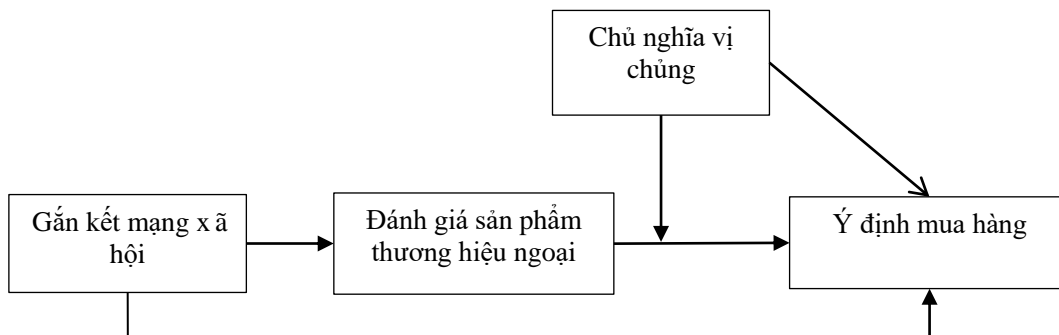 Chủ nghĩa vị
chủng
Gắn kết mạng x ã
hội
Đánh giá sản phẩm
thương hiệu ngoại
Ý định mua hàng